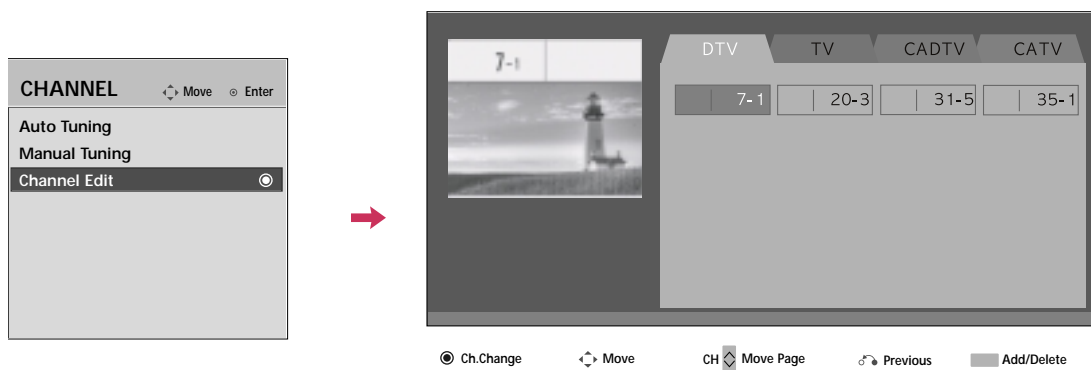 CHANNEL Move Enter
Auto Tuning
Manual Tuning
Channel Edit
7-1
DTV TV CADTV CATV
7-1 20-3 31-5 35-1
Ch.Change Move CH Move Page Previous Add/Delete